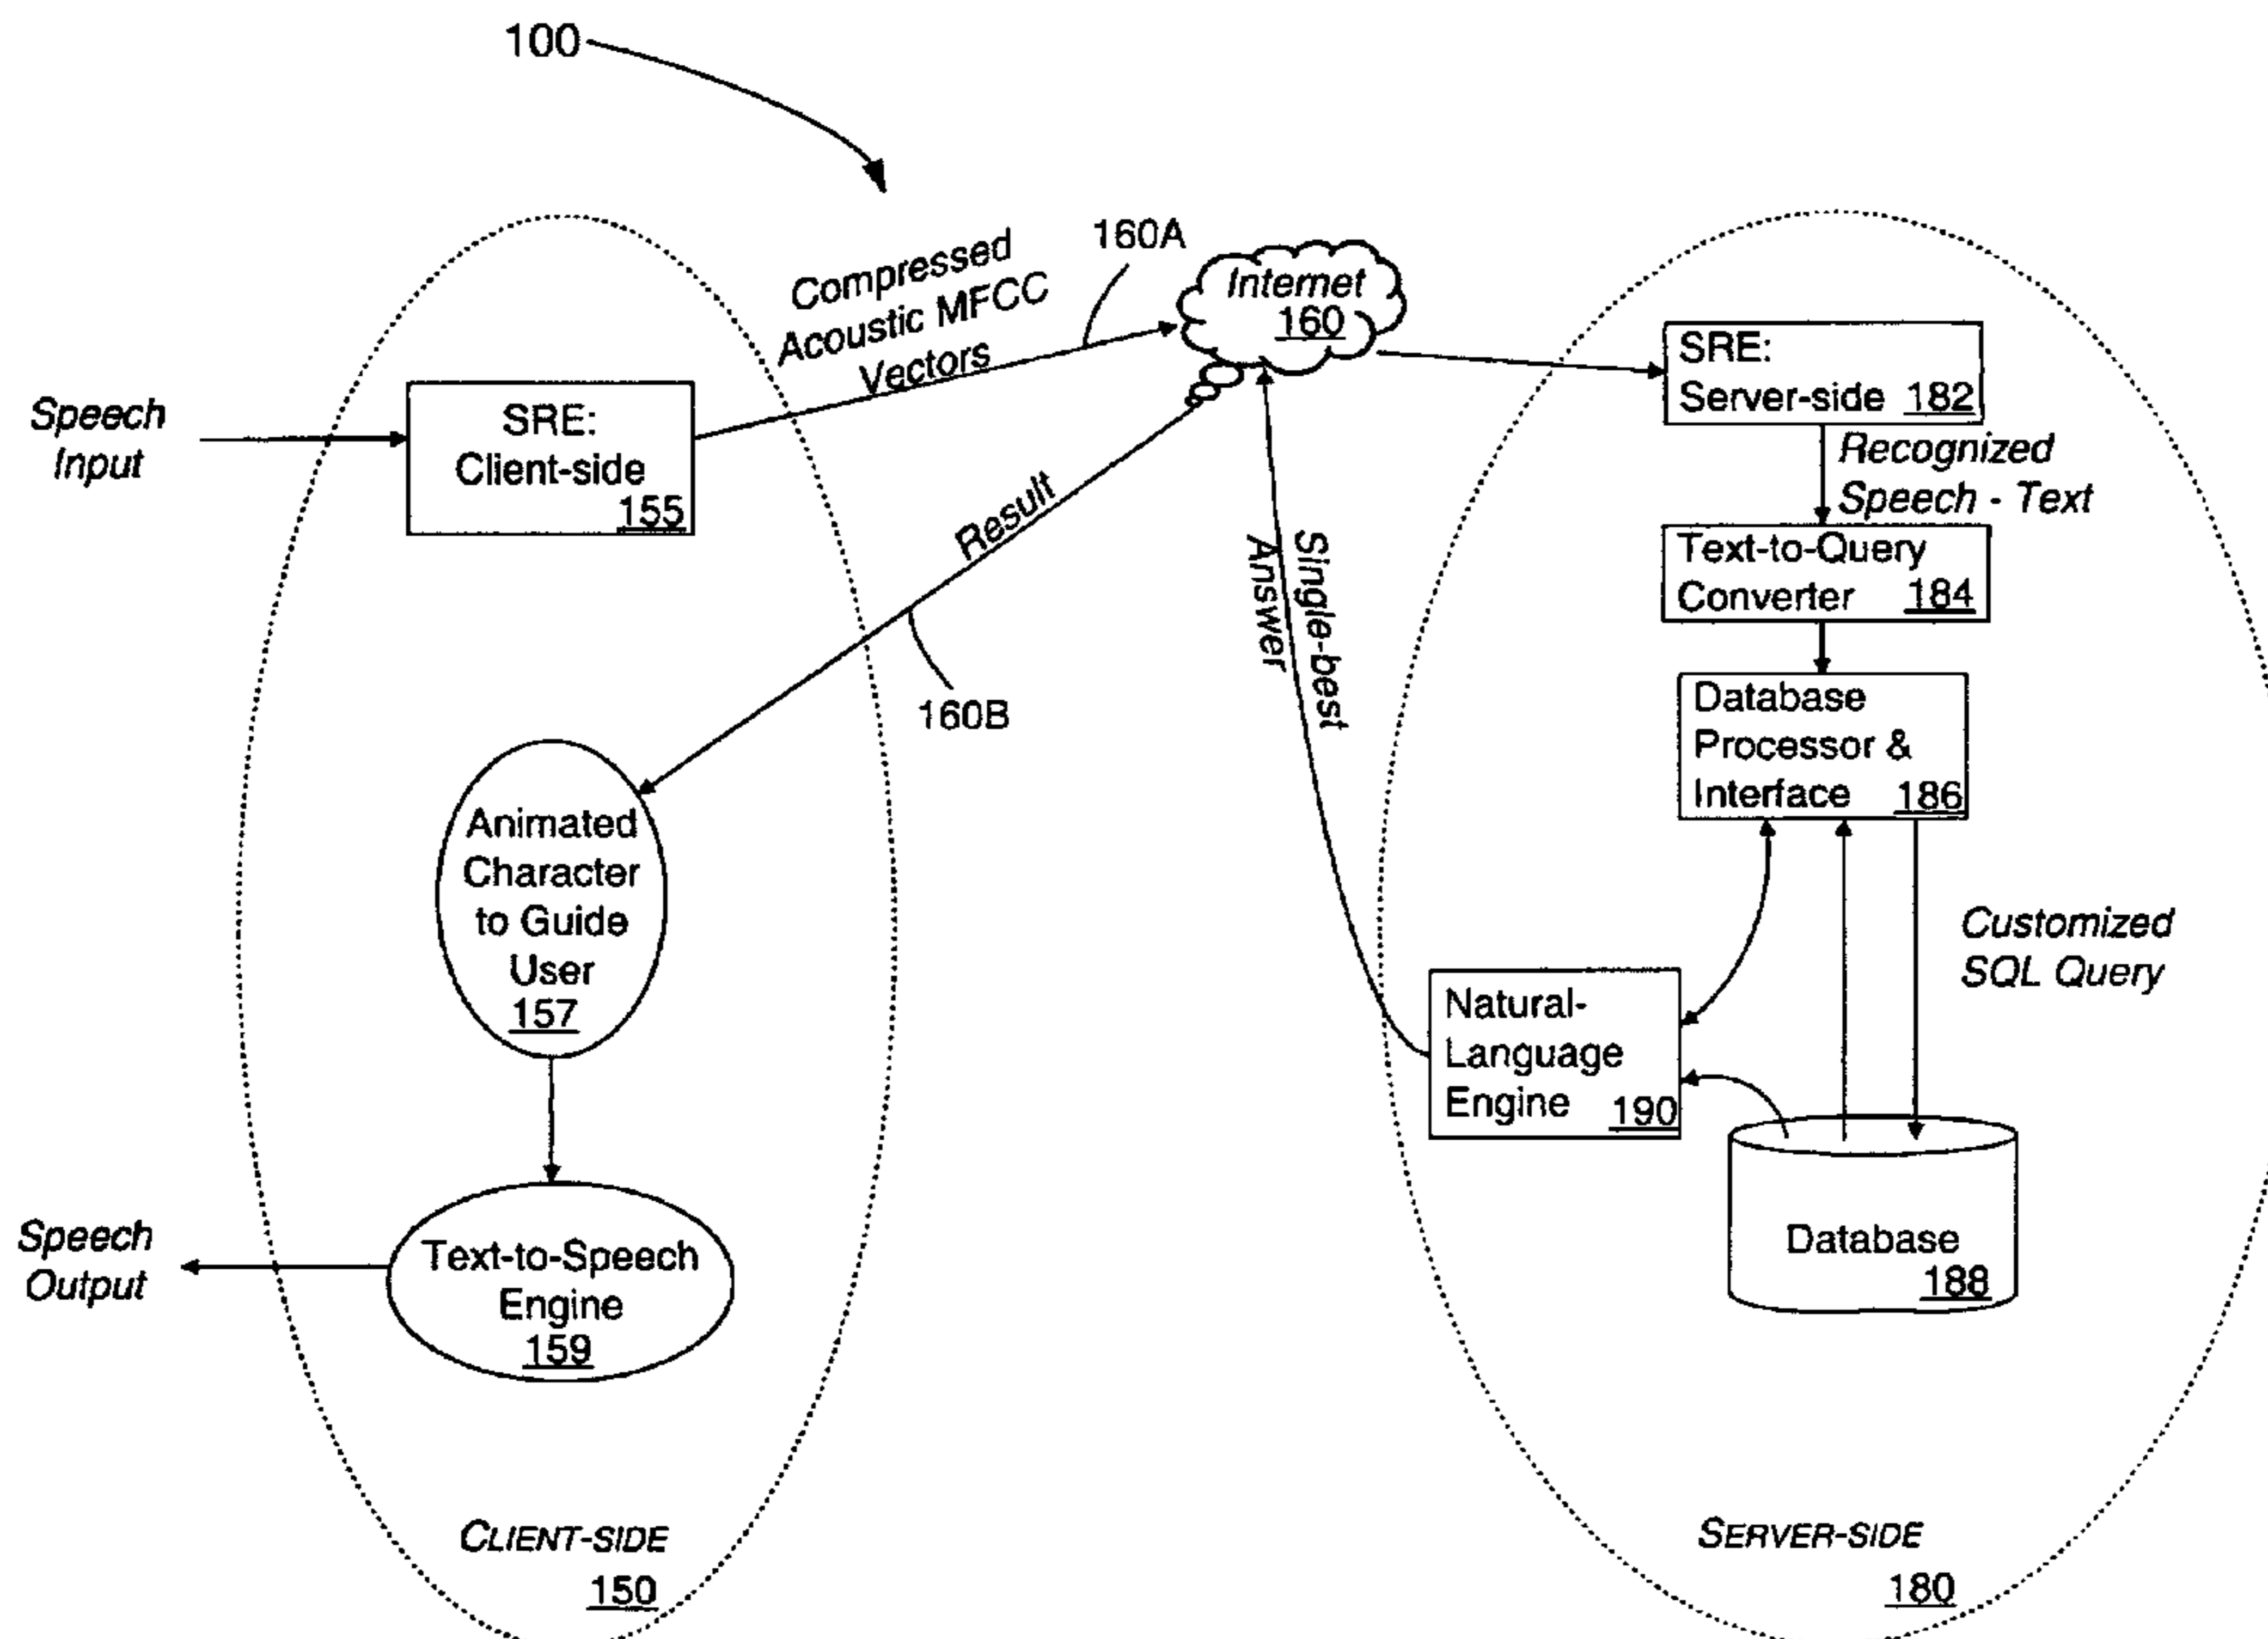 100
160A
Compressed
Acoustic MFCC
Vectors
Internet
160
SRE:
Server-side 182
Speech
Input
SRE:
Client-side
155
Recognized
Speech - Text
Result
Single-best
Answer
Text-to-Query
Converter 184
160B
Database
Processor &
Interface 186
Animated
Character
to Guide
User
157
Customized
SQL Query
Natural-
Language
Engine 190
Speech
Output
Text-to-Speech
Engine
159
Database
188
CLIENT-SIDE
150
SERVER-SIDE
180